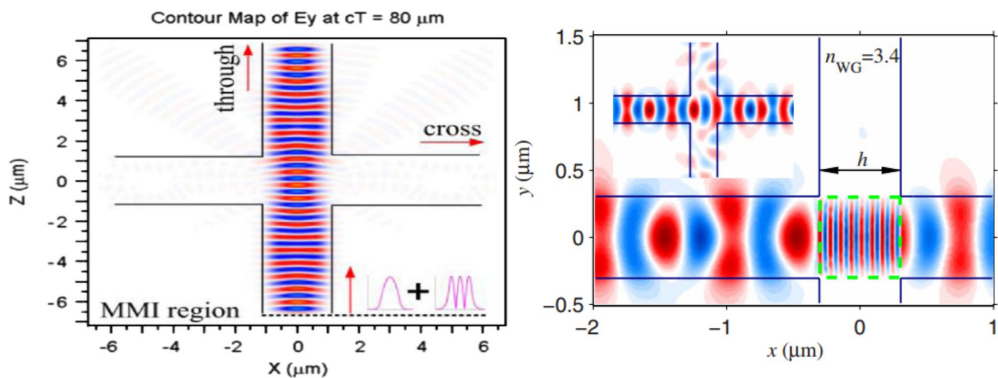 Contour Map of Ey at cT = 80 μm
Z (μm)
6
4
2
0
-2
-4
-6
through
cross
+
MMI region
-6 -4 -2 0 2 4 6
X (μm)
y (μm)
1.5
1
0.5
0
−0.5
n_WG=3.4
h
−2 −1 0 1
x (μm)